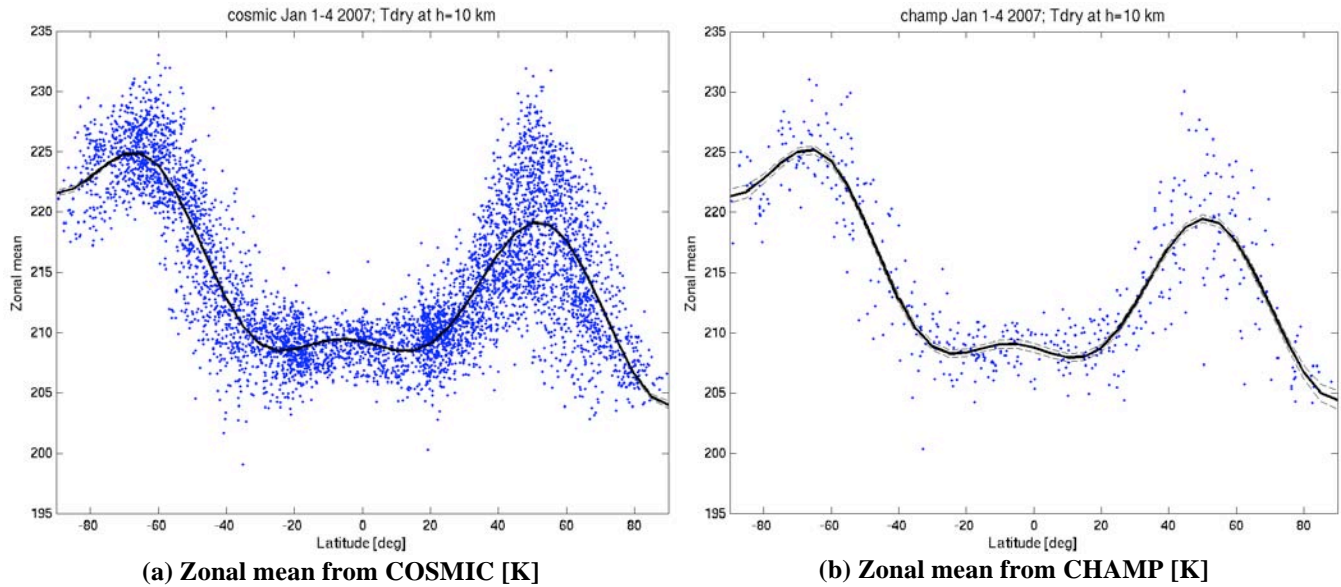 cosmic Jan 1-4 2007; Tdry at h=10 km
235
230
225
220
215
210
205
200
195
Zonal mean
-80 -60 -40 -20 0 20 40 60 80
Latitude [deg]
(a) Zonal mean from COSMIC [K]
champ Jan 1-4 2007; Tdry at h=10 km
235
230
225
220
215
210
205
200
195
Zonal mean
-80 -60 -40 -20 0 20 40 60 80
Latitude [deg]
(b) Zonal mean from CHAMP [K]